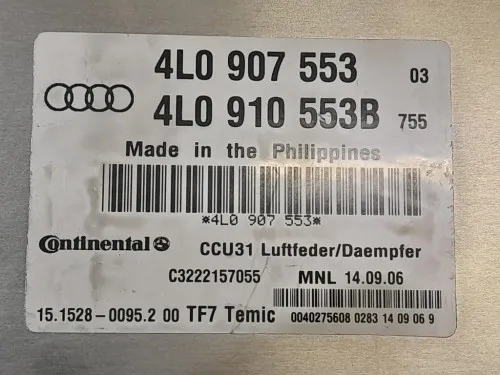 4L0 907 553 03
4L0 910 553B 755
Made in the Philippines
*4L0 907 553*
Continental CCU31 Luftfeder/Daempfer
C3222157055 MNL 14.09.06
15.1528-0095.2 00 TF7 Temic 0040275608 0283 14 09 06 9